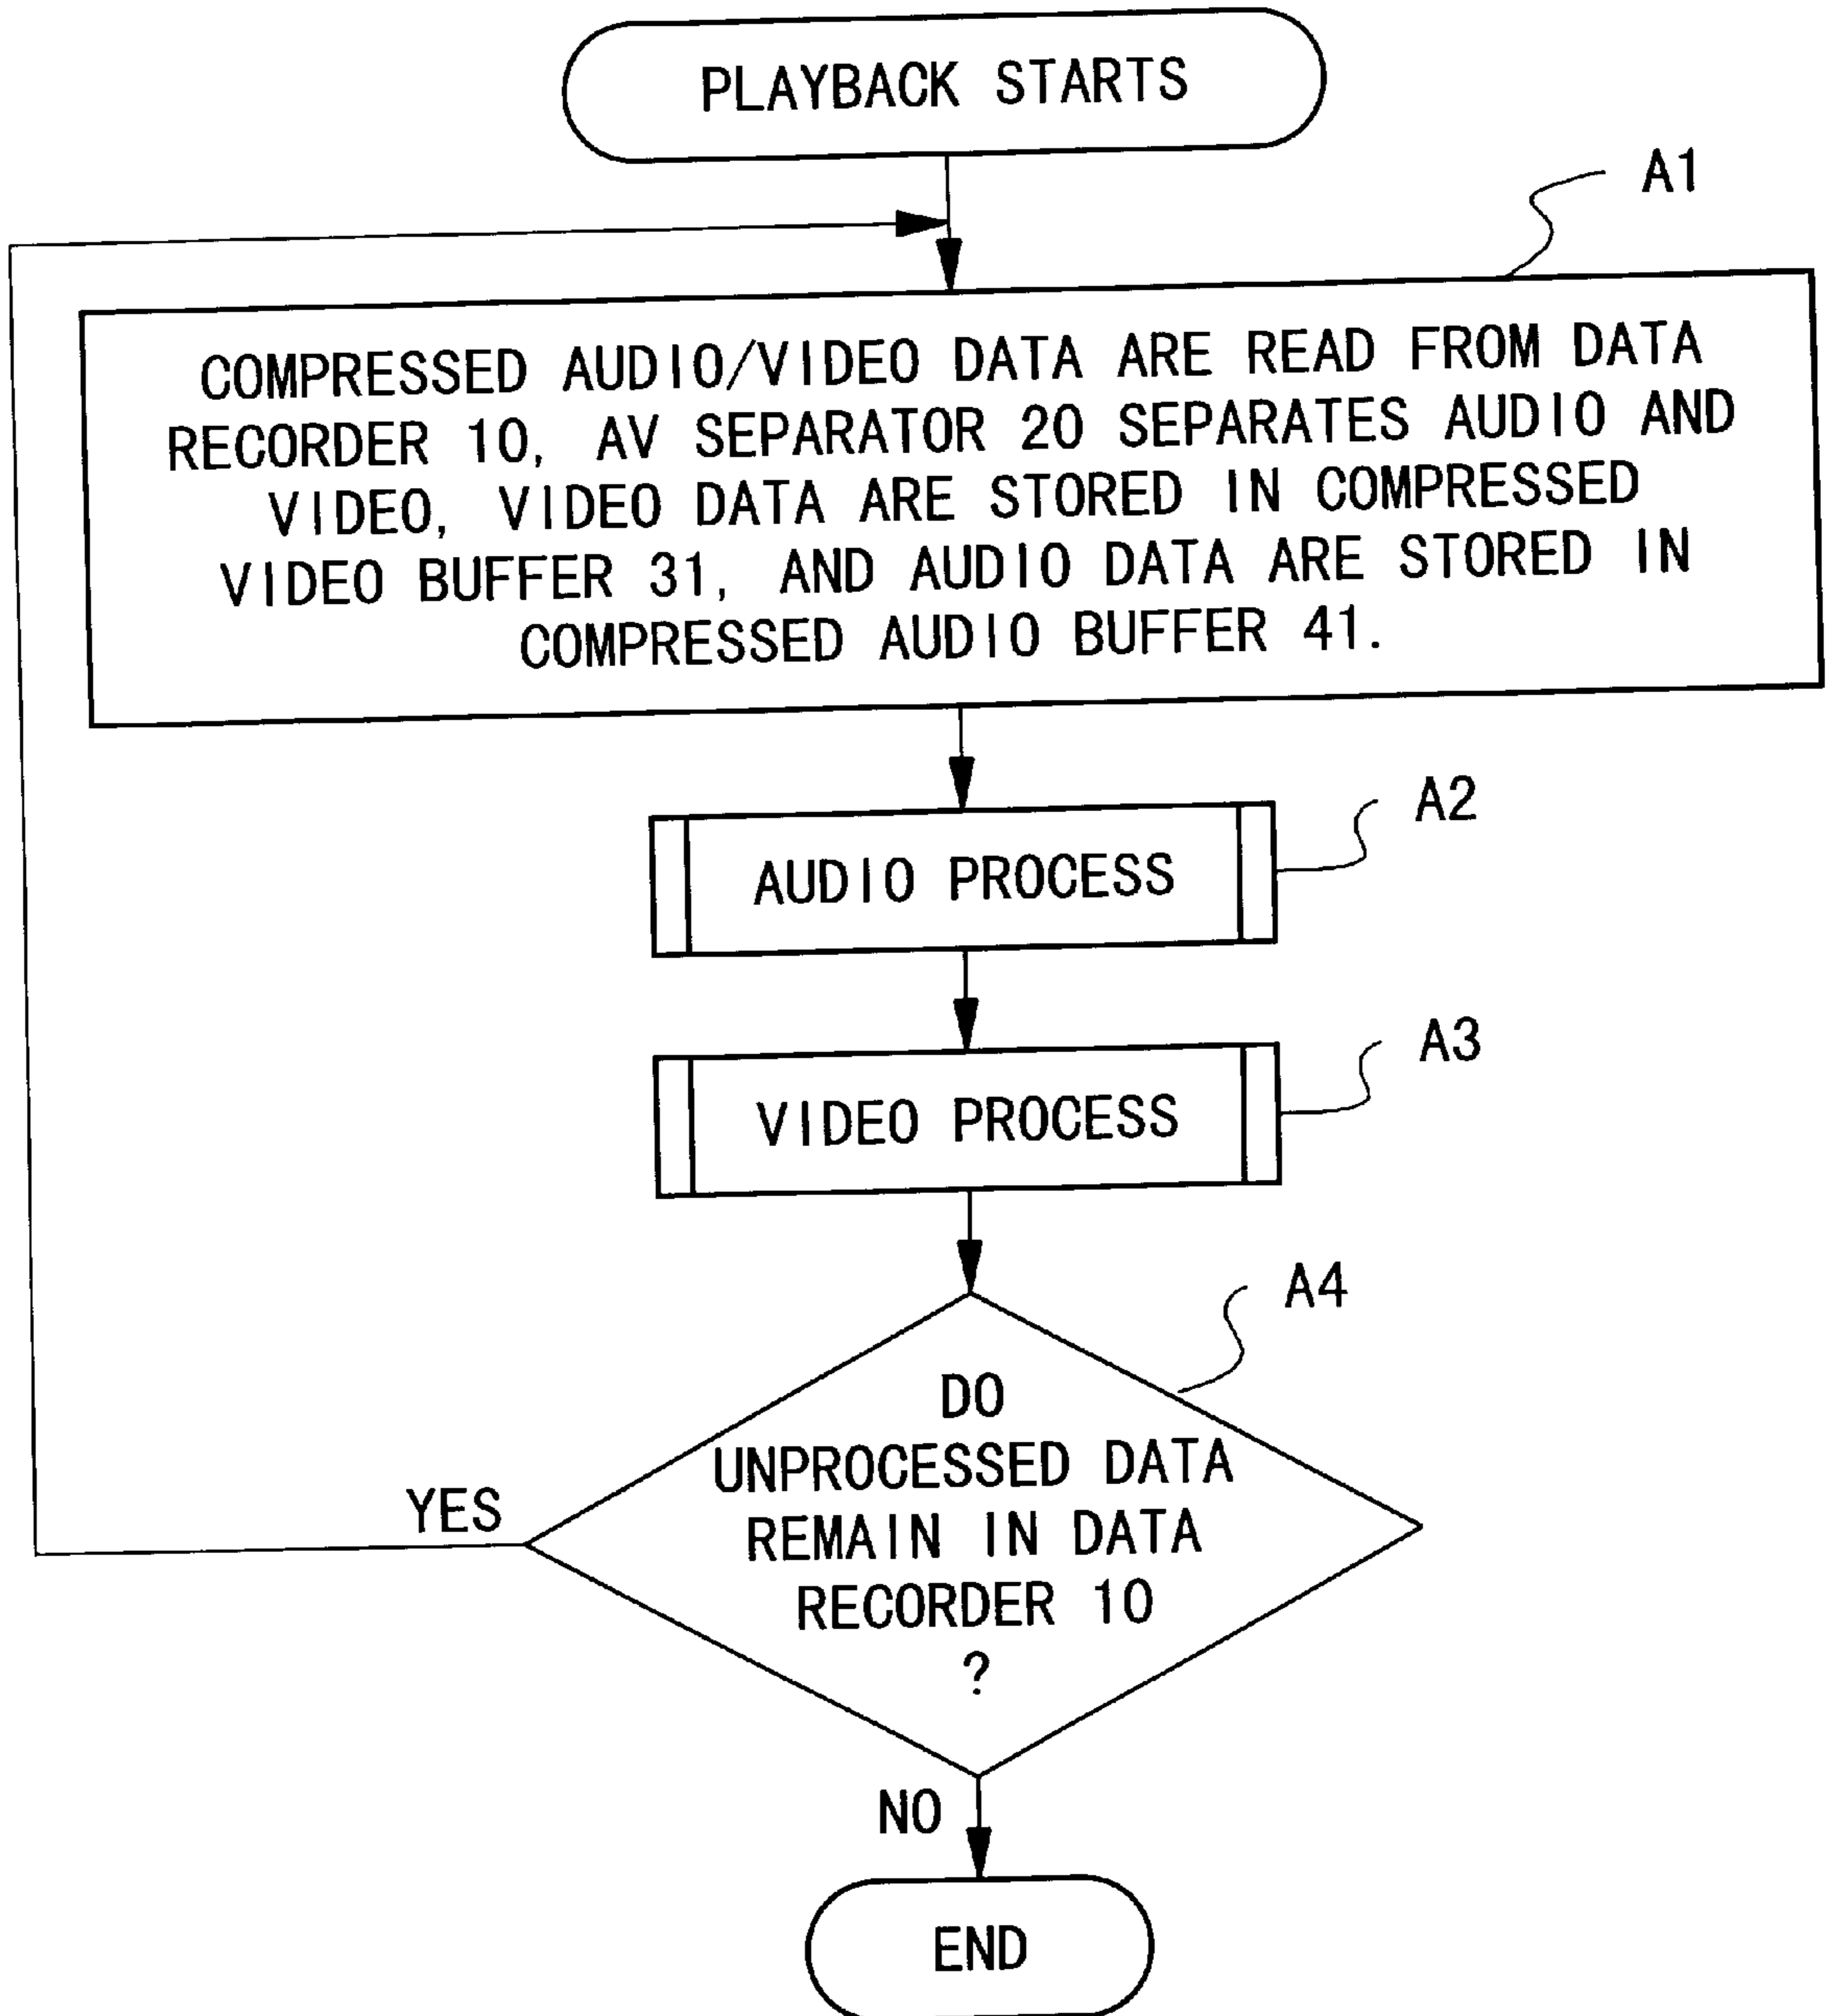 PLAYBACK STARTS
A1
COMPRESSED AUDIO/VIDEO DATA ARE READ FROM DATA
RECORDER 10, AV SEPARATOR 20 SEPARATES AUDIO AND
VIDEO, VIDEO DATA ARE STORED IN COMPRESSED
VIDEO BUFFER 31, AND AUDIO DATA ARE STORED IN
COMPRESSED AUDIO BUFFER 41.
A2
AUDIO PROCESS
A3
VIDEO PROCESS
A4
DO
UNPROCESSED DATA
REMAIN IN DATA
RECORDER 10
?
YES
NO
END